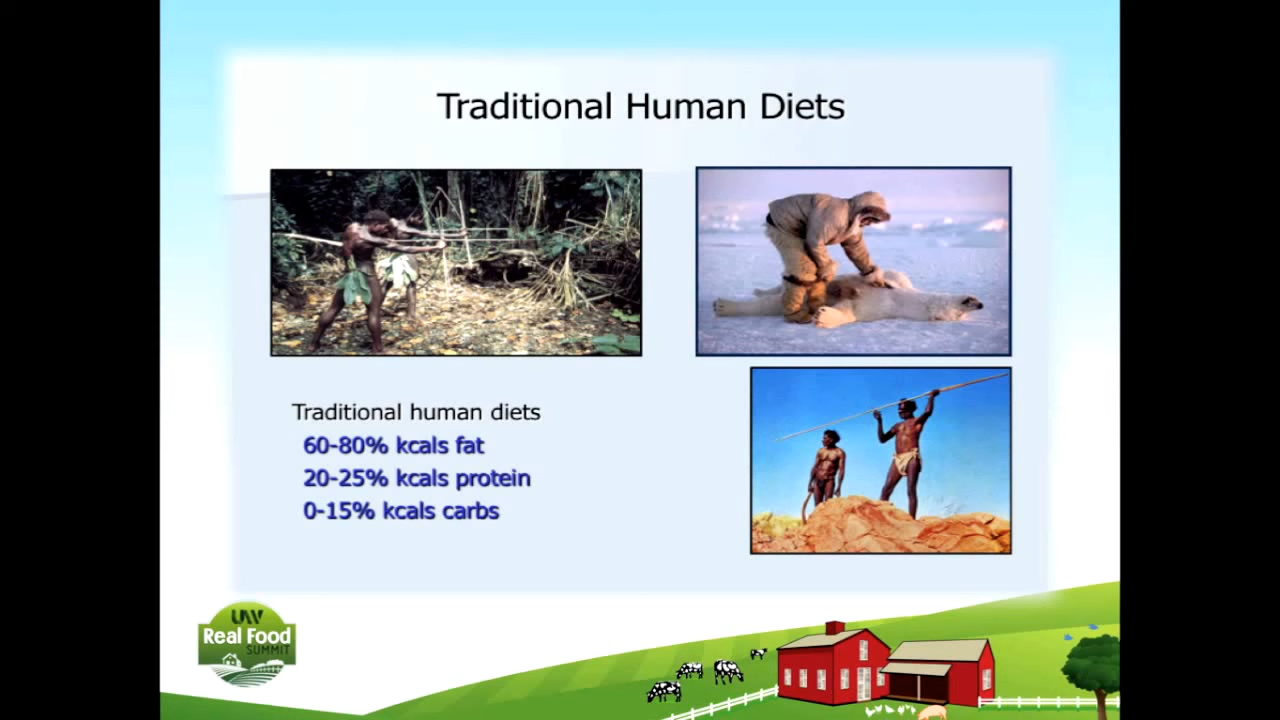 Traditional Human Diets
Traditional human diets
60-80% kcals fat
20-25% kcals protein
0-15% kcals carbs
UW
Real Food
SUMMIT